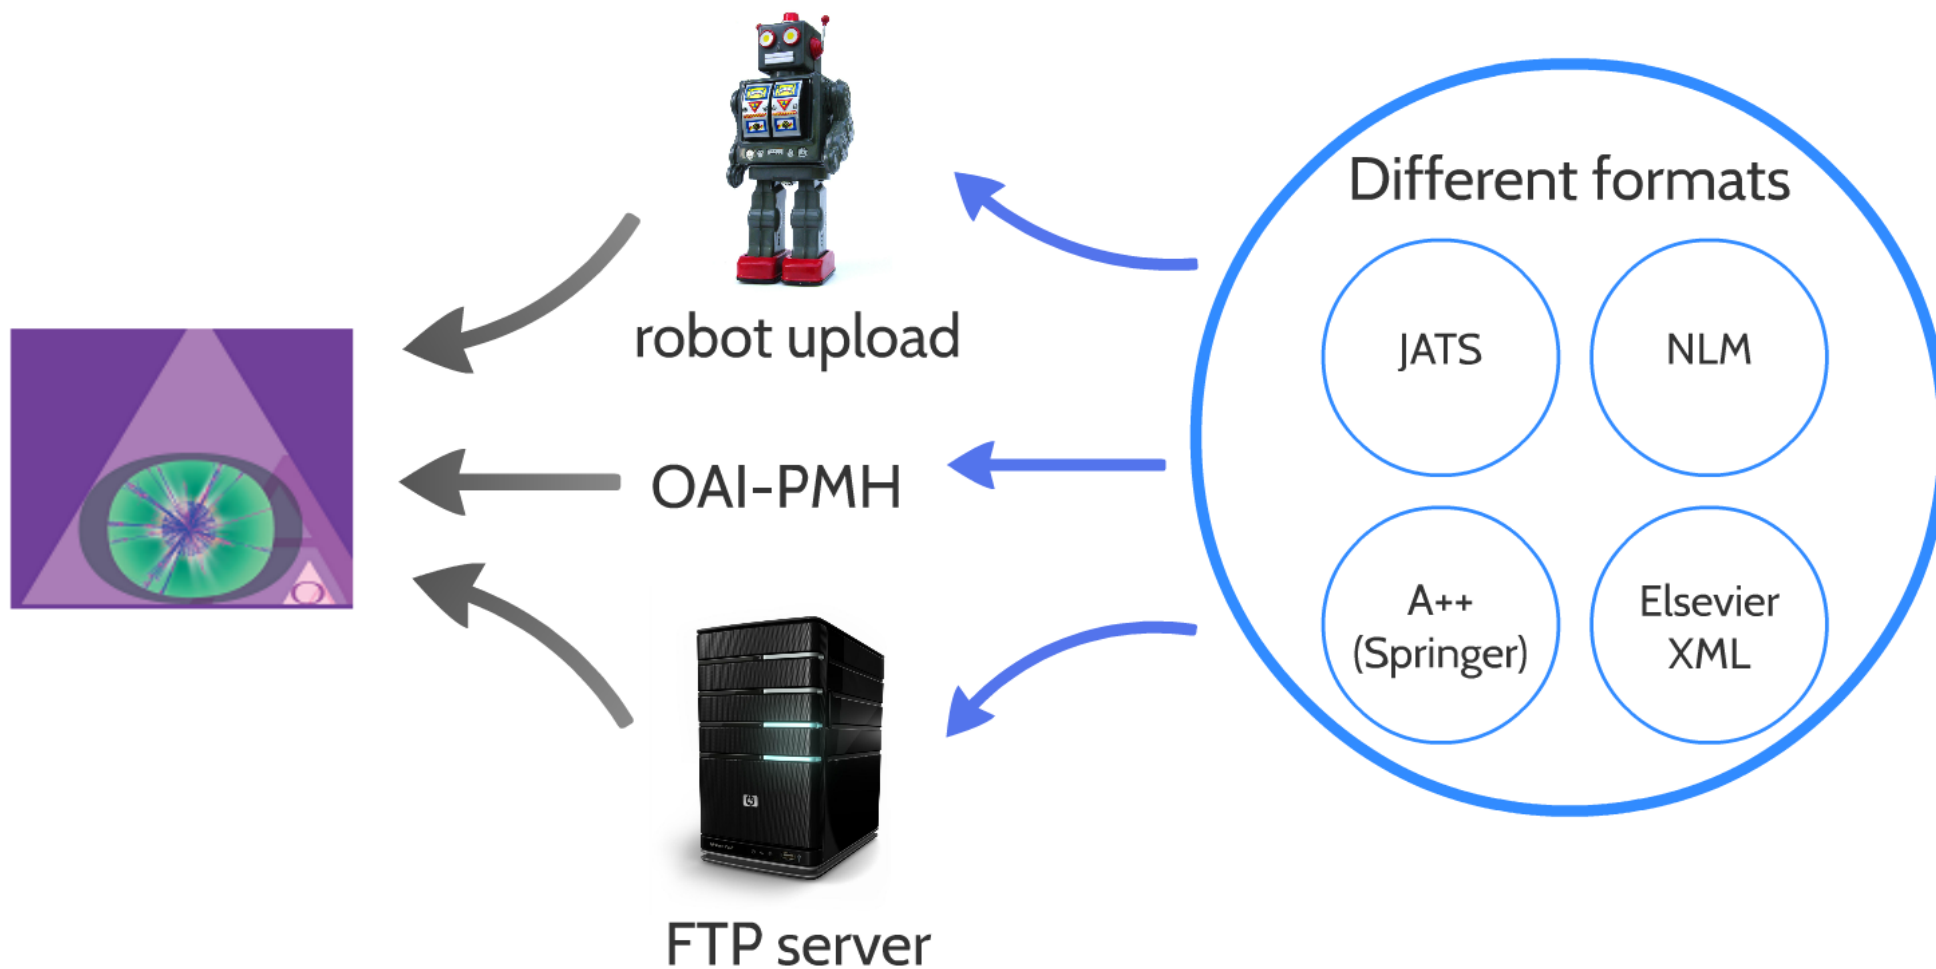 Different formats
JATS
NLM
A++
(Springer)
Elsevier
XML
robot upload
OAI-PMH
FTP server